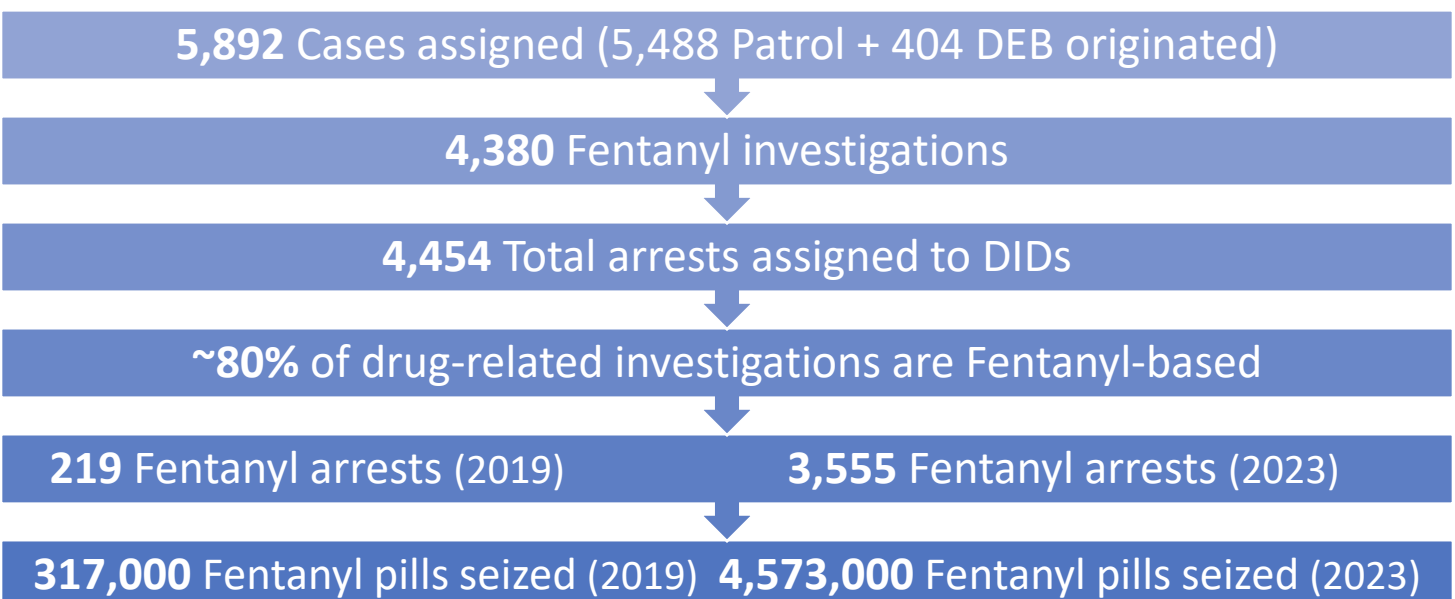 5,892 Cases assigned (5,488 Patrol + 404 DEB originated)
4,380 Fentanyl investigations
4,454 Total arrests assigned to DIDs
~80% of drug-related investigations are Fentanyl-based
219 Fentanyl arrests (2019) 3,555 Fentanyl arrests (2023)
317,000 Fentanyl pills seized (2019) 4,573,000 Fentanyl pills seized (2023)